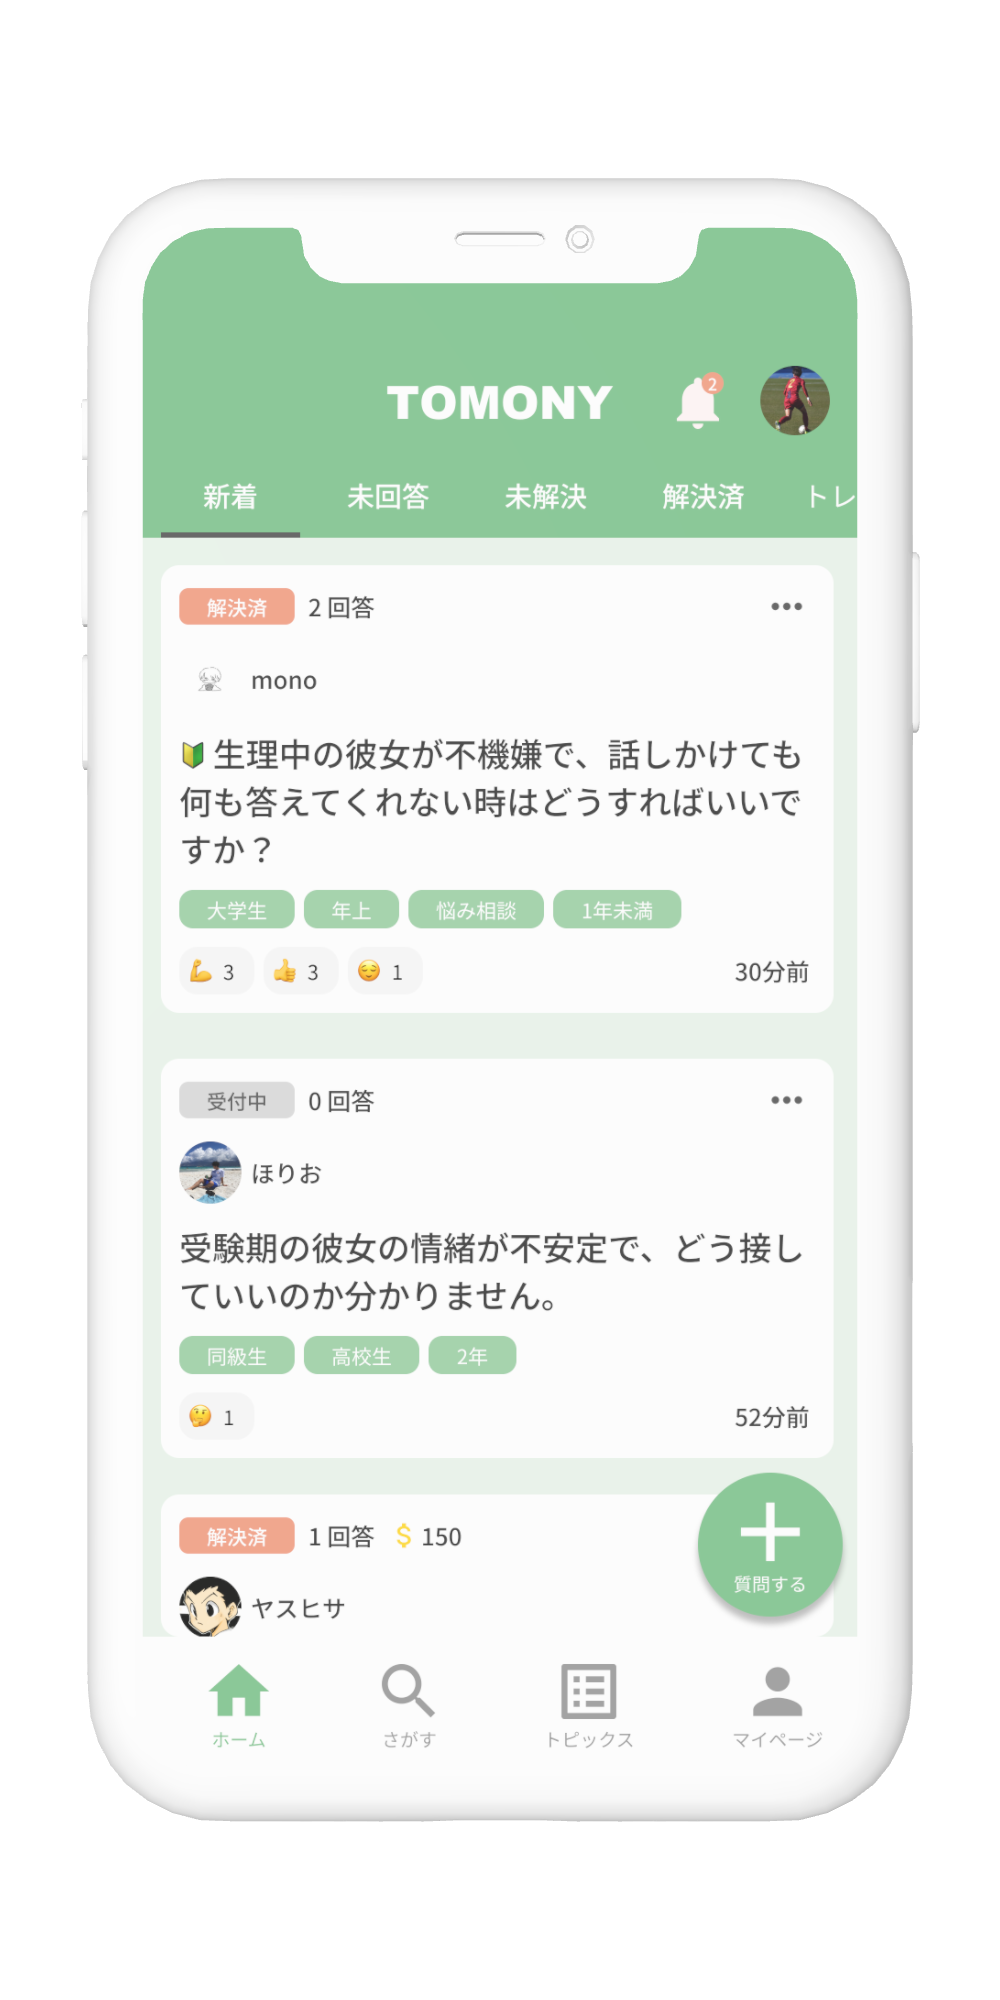 TOMONY
2
新着 未回答 未解決 解決済 トレ
解決済 2 回答
mono
🔰 生理中の彼女が不機嫌で、話しかけても
何も答えてくれない時はどうすればいいで
すか？
大学生 年上 悩み相談 1年未満
💪 3 👍 3 😌 1 30分前
受付中 0 回答
ほりお
受験期の彼女の情緒が不安定で、どう接し
ていいのか分かりません。
同級生 高校生 2年
🤔 1 52分前
解決済 1 回答 $ 150
ヤスヒサ
質問する
ホーム さがす トピックス マイページ